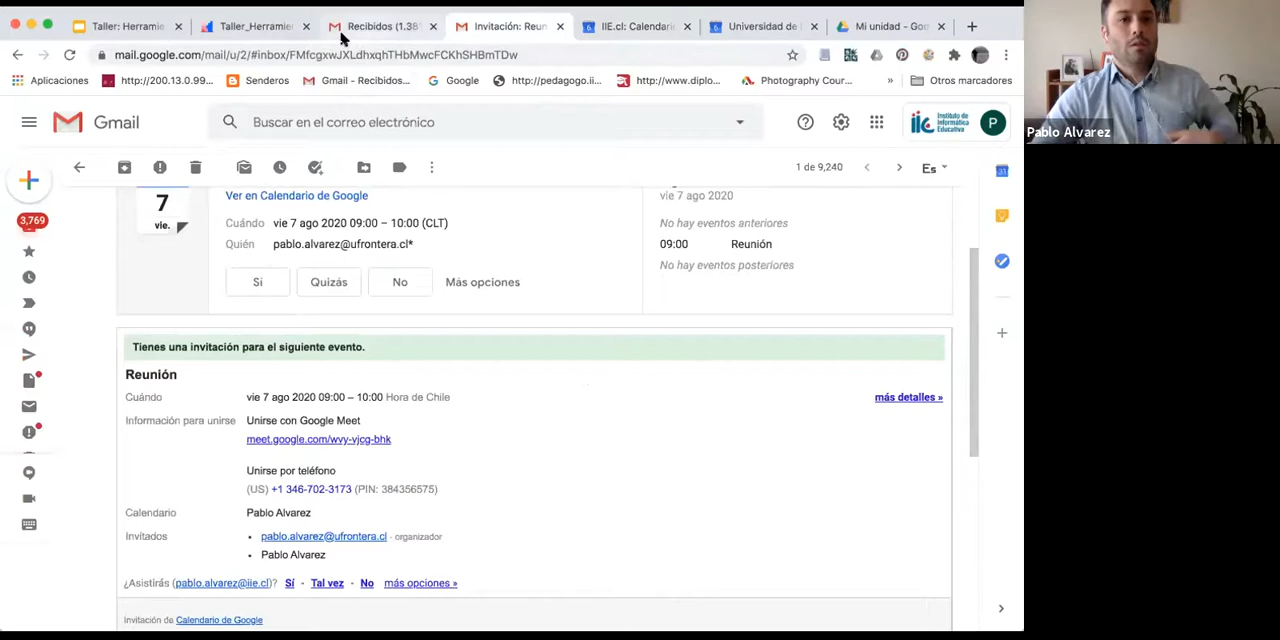 Taller: Herramie
Taller_Herramier
Recibidos (1.38
Invitación: Reun
IIE.cl: Calendari
Universidad de
Mi unidad - Goo
mail.google.com/mail/u/2/#inbox/FMfcgxwJXLdhxqhTHbMwcFCKhSHBmTDw
Aplicaciones
http://200.13.0.99...
Senderos
Gmail - Recibidos...
Google
http://pedagogo.ii...
http://www.diplo...
Photography Cour...
»
Otros marcadores
Gmail
Buscar en el correo electrónico
iie Instituto de Informática Educativa
P
1 de 9,240
Es
3,769
7
vie.
Ver en Calendario de Google
Cuándo vie 7 ago 2020 09:00 – 10:00 (CLT)
Quién pablo.alvarez@ufrontera.cl*
Sí Quizás No Más opciones
vie 7 ago 2020
No hay eventos anteriores
09:00 Reunión
No hay eventos posteriores
Tienes una invitación para el siguiente evento.
Reunión
Cuándo vie 7 ago 2020 09:00 – 10:00 Hora de Chile
más detalles »
Información para unirse Unirse con Google Meet
meet.google.com/wvy-vjcg-bhk
Unirse por teléfono
(US) +1 346-702-3173 (PIN: 384356575)
Calendario Pablo Alvarez
Invitados • pablo.alvarez@ufrontera.cl - organizador
• Pablo Alvarez
¿Asistirás (pablo.alvarez@iie.cl)? Sí - Tal vez - No más opciones »
Invitación de Calendario de Google
31
Pablo Alvarez